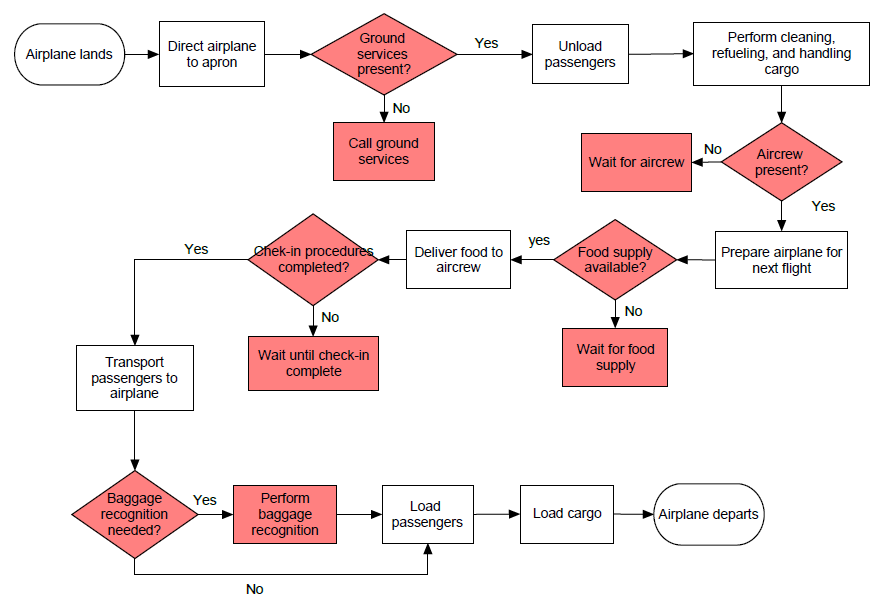 Airplane lands
Direct airplane
to apron
Ground
services
present?
Yes
Unload
passengers
Perform cleaning,
refueling, and handling
cargo
No
Call ground
services
Wait for aircrew
No
Aircrew
present?
Yes
Yes
Chek-in procedures
completed?
Deliver food to
aircrew
yes
Food supply
available?
Prepare airplane for
next flight
No
Wait until check-in
complete
No
Wait for food
supply
Transport
passengers to
airplane
Baggage
recognition
needed?
Yes
Perform
baggage
recognition
Load
passengers
Load cargo
Airplane departs
No